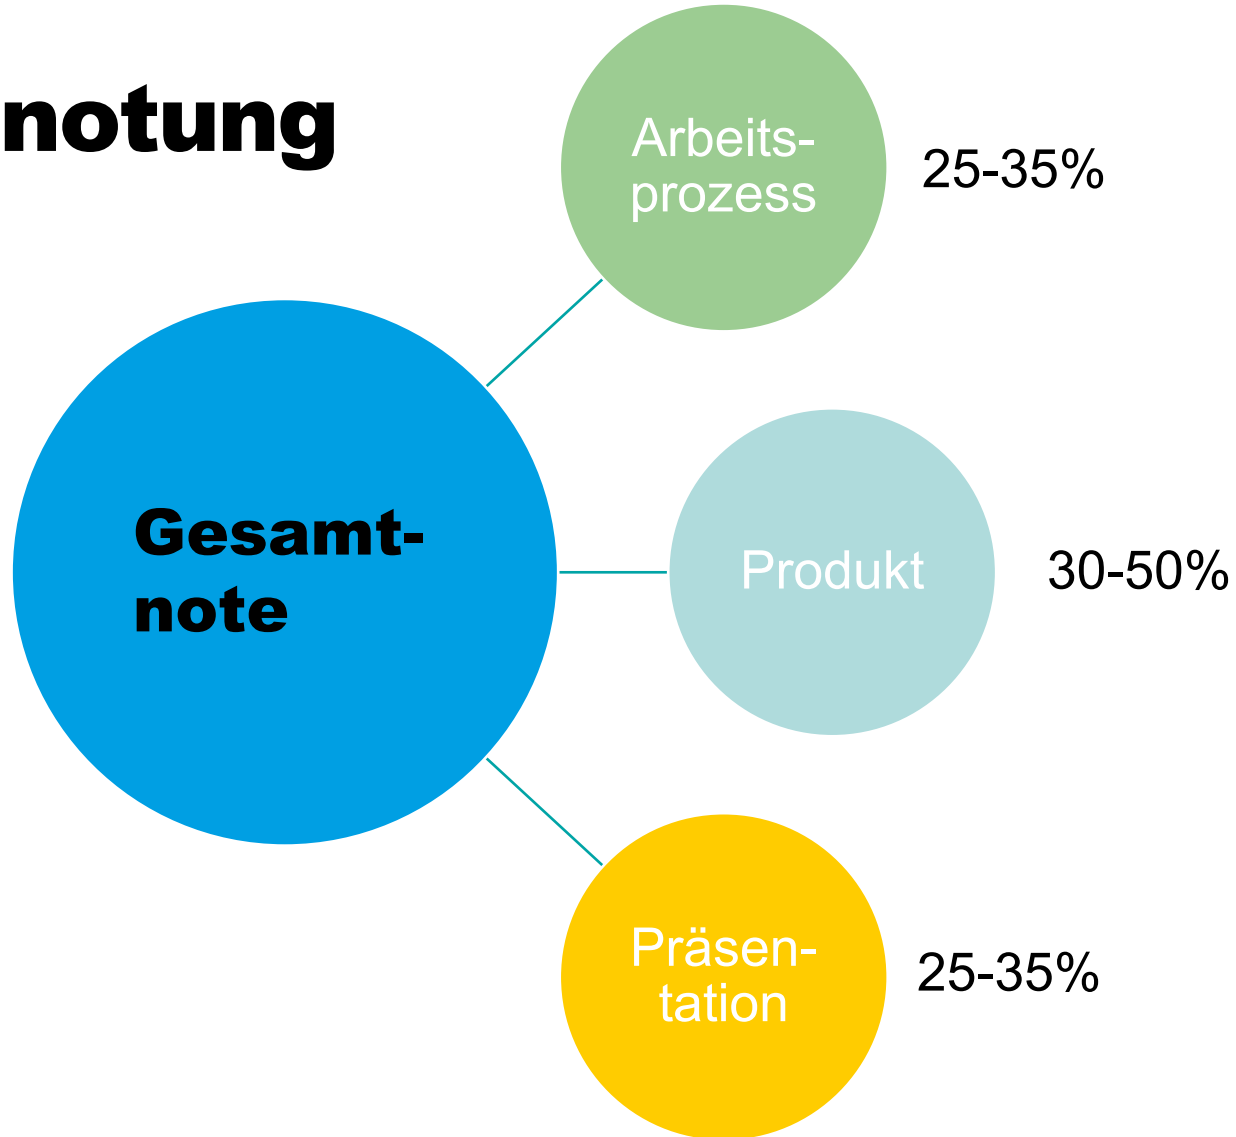 notung
Arbeits-
prozess
25-35%
Gesamt-
note
Produkt
30-50%
Präsen-
tation
25-35%